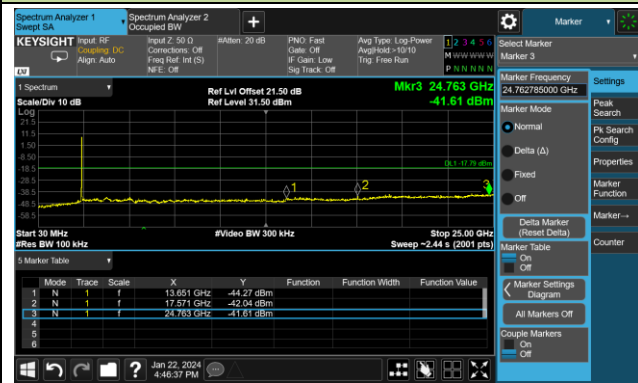 Spectrum Analyzer 1
Swept SA
Spectrum Analyzer 2
Occupied BW
Marker
KEYSIGHT
Input: RF
Coupling: DC
Align: Auto
Input Z: 50 Ω
Corrections: Off
Freq Ref: Int (S)
NFE: Off
#Atten: 20 dB
PNO: Fast
Gate: Off
IF Gain: Low
Sig Track: Off
Avg Type: Log-Power
Avg|Hold:>10/10
Trig: Free Run
1 2 3 4 5 6
M W W W W W
P N N N N N
LXI
Select Marker
Marker 3
1 Spectrum
Scale/Div 10 dB
Ref Lvl Offset 21.50 dB
Ref Level 31.50 dBm
Mkr3 24.763 GHz
-41.61 dBm
Log
21.5
11.5
1.50
-8.50
-18.5
-28.5
-38.5
-48.5
-58.5
DL1 -17.79 dBm
1
2
3
Start 30 MHz
#Res BW 100 kHz
#Video BW 300 kHz
Stop 25.00 GHz
Sweep ~2.44 s (2001 pts)
5 Marker Table
Mode Trace Scale X Y Function Function Width Function Value
1 N 1 f 13.651 GHz -44.27 dBm
2 N 1 f 17.571 GHz -42.04 dBm
3 N 1 f 24.763 GHz -41.61 dBm
4
5
6
Marker Frequency
24.762785000 GHz
Marker Mode
Normal
Delta (Δ)
Fixed
Off
Delta Marker
(Reset Delta)
Marker Table
On
Off
Marker Settings
Diagram
All Markers Off
Couple Markers
On
Off
Settings
Peak
Search
Pk Search
Config
Properties
Marker
Function
Marker→
Counter
?
Jan 22, 2024
4:46:37 PM